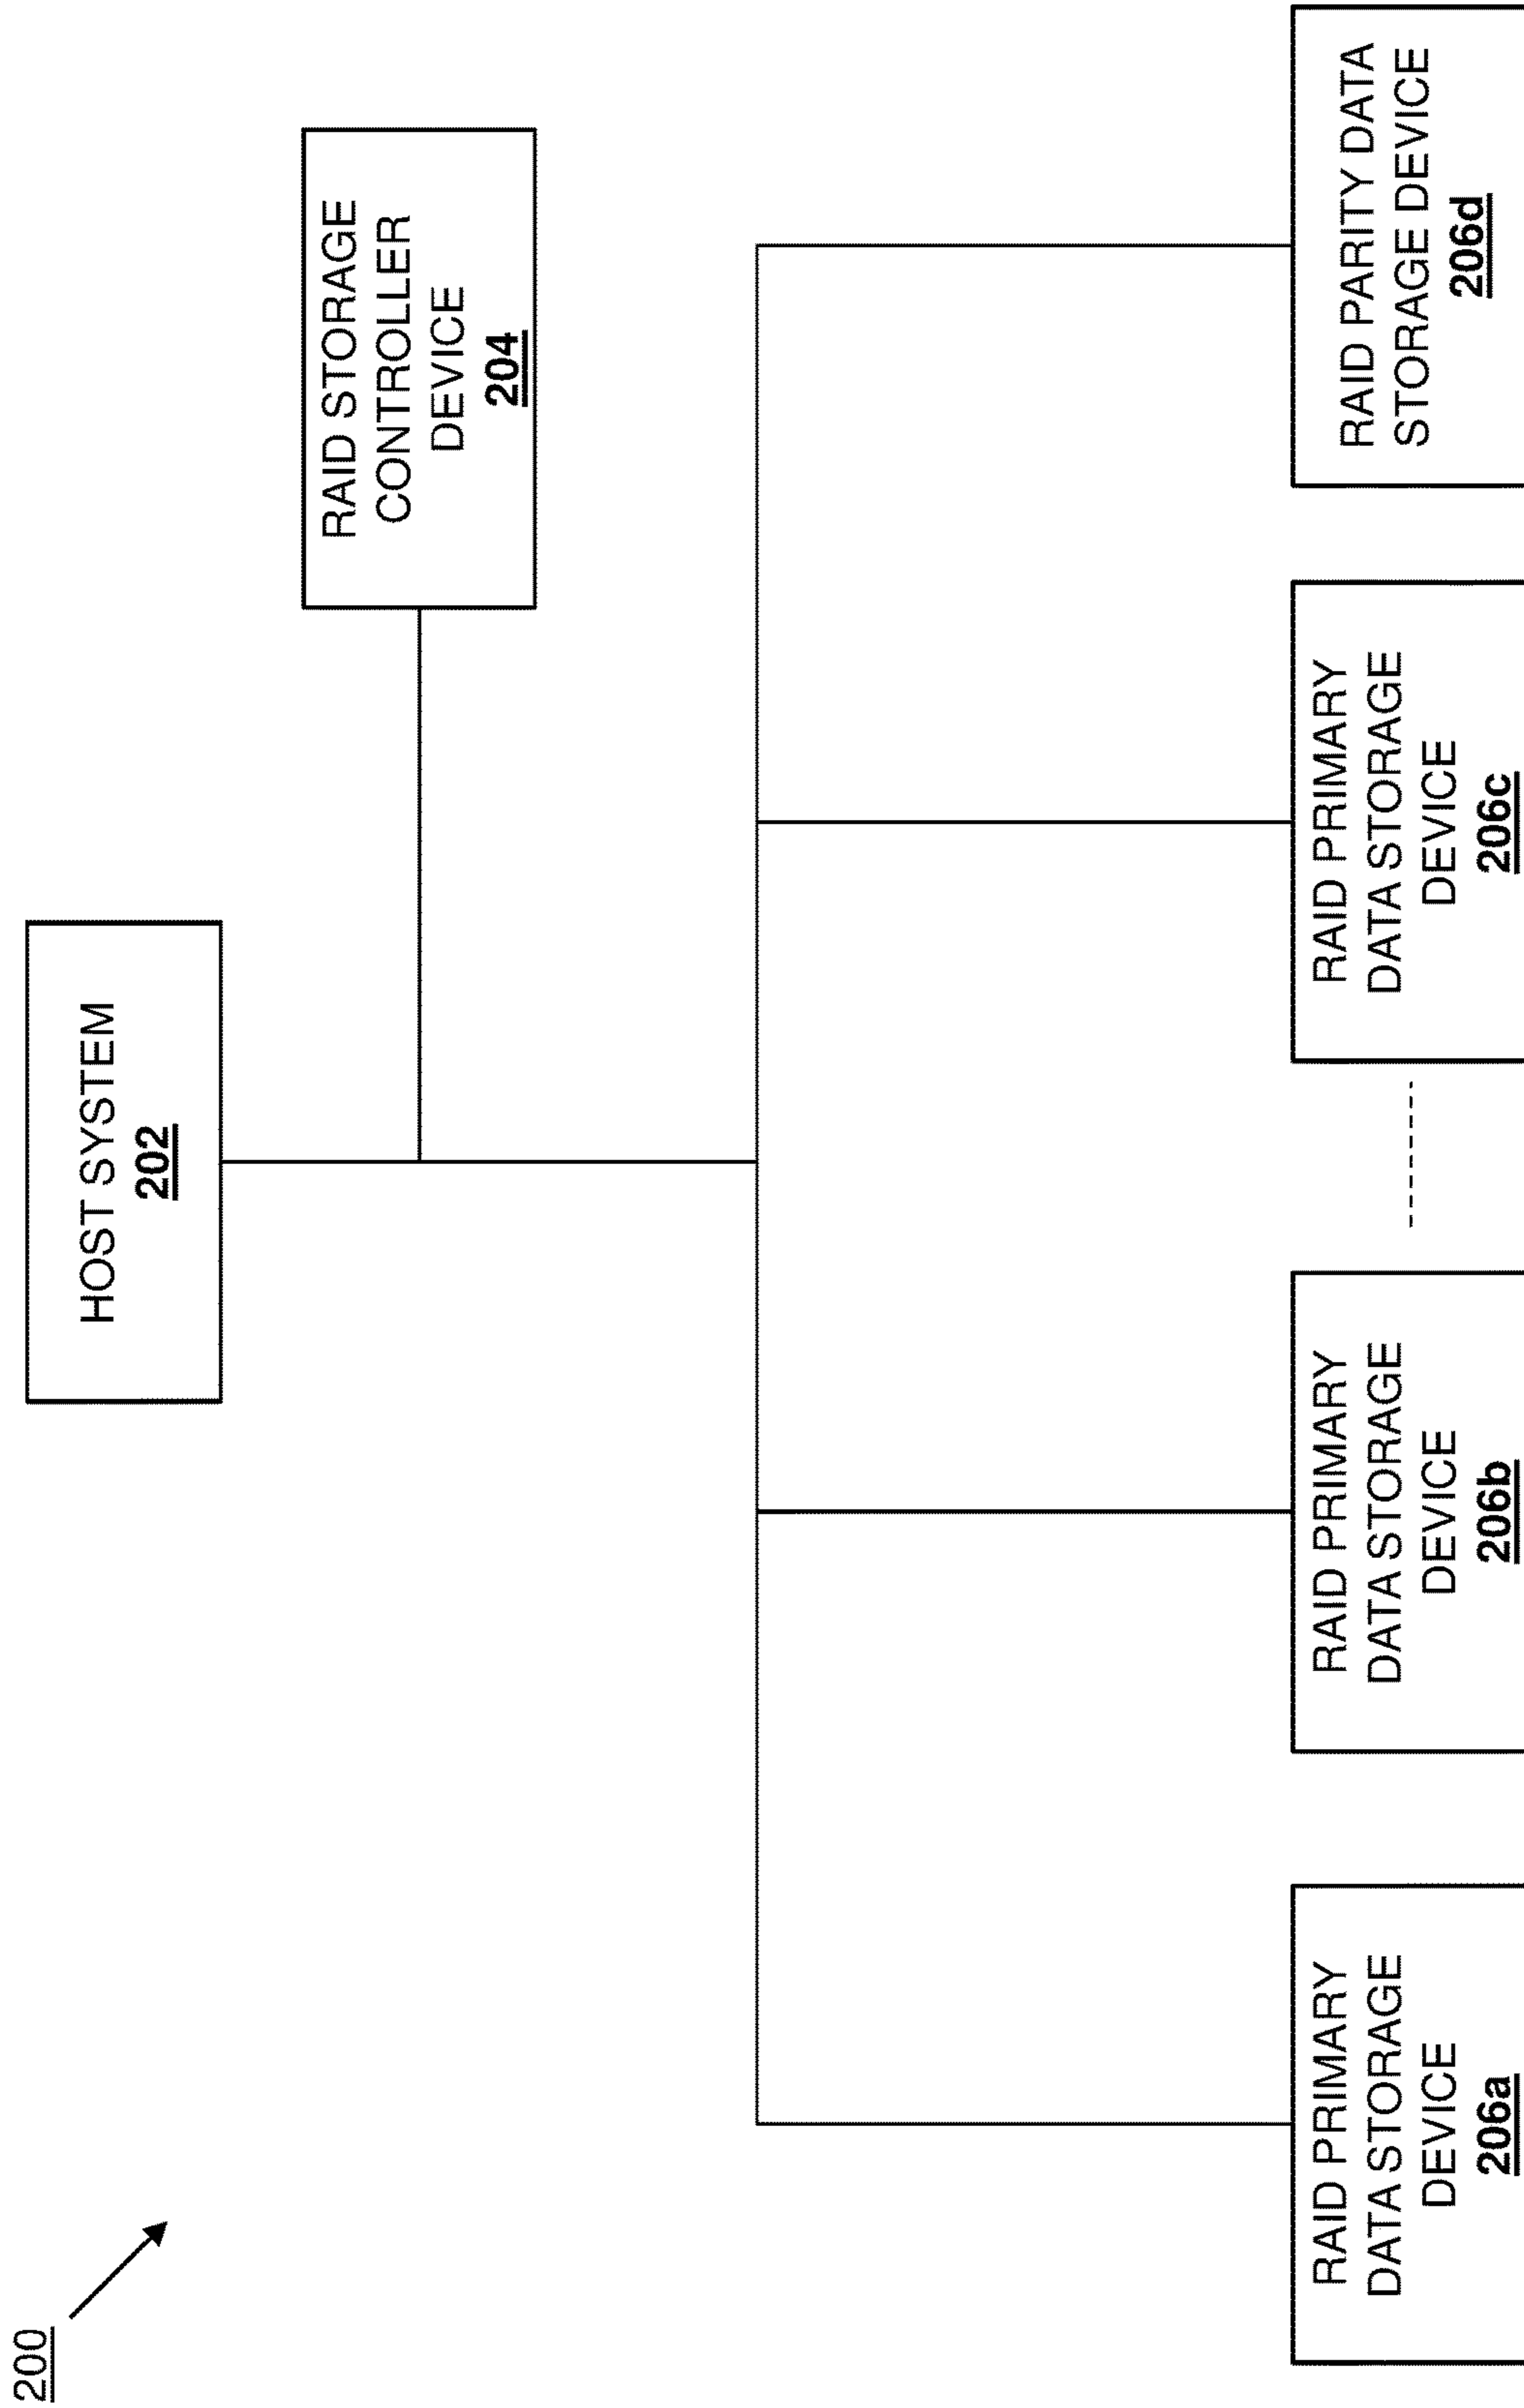 200
HOST SYSTEM
202
RAID STORAGE
CONTROLLER
DEVICE
204
RAID PRIMARY
DATA STORAGE
DEVICE
206a
RAID PRIMARY
DATA STORAGE
DEVICE
206b
RAID PRIMARY
DATA STORAGE
DEVICE
206c
RAID PARITY DATA
STORAGE DEVICE
206d